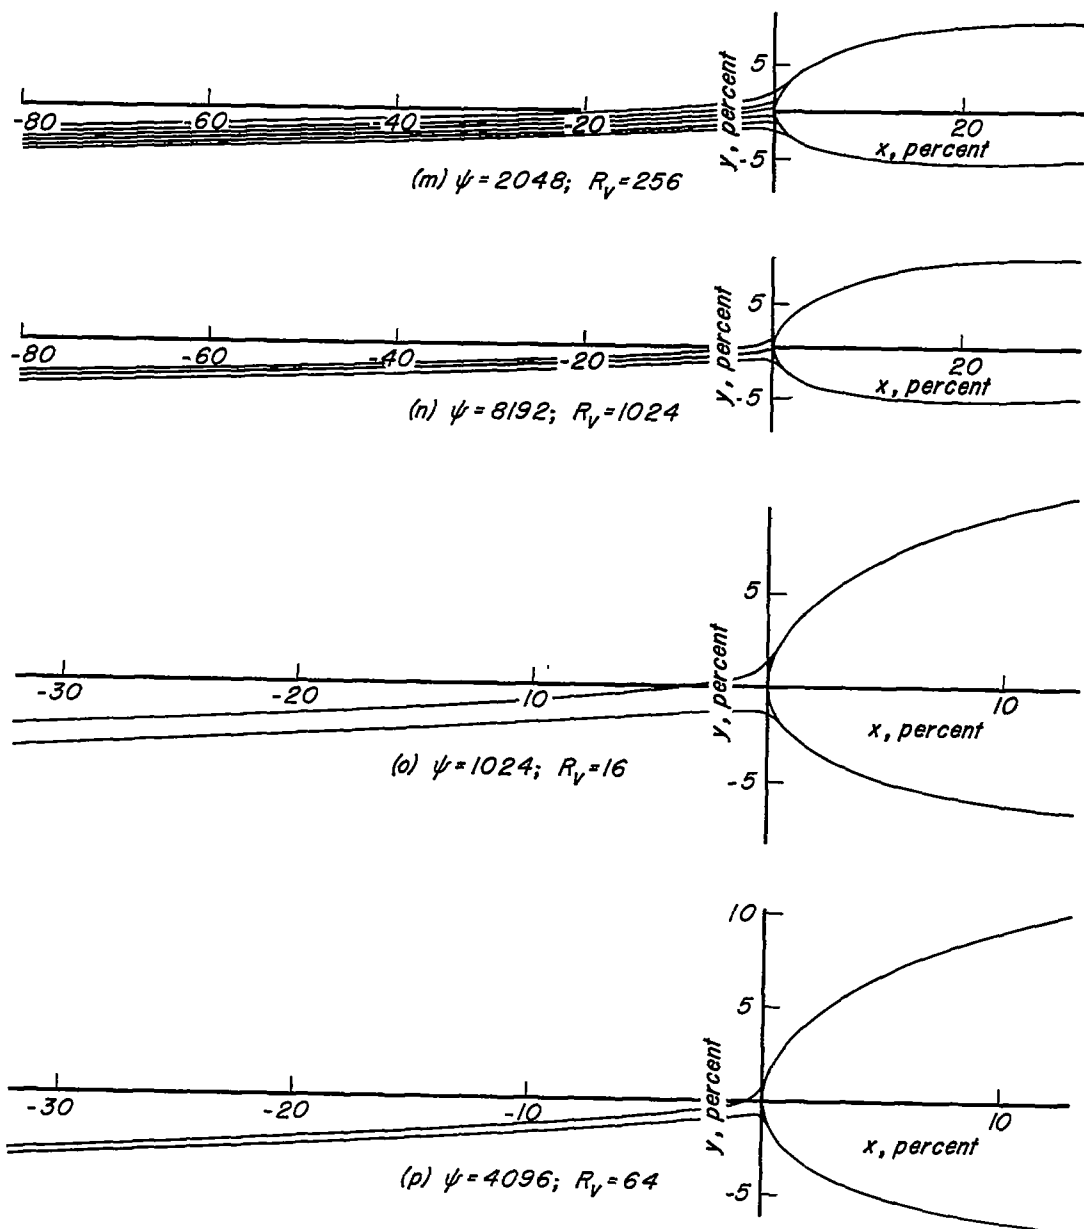 5
y, percent
-80
-60
-40
-20
20
x, percent
-5
(m) ψ=2048; R_V=256
5
y, percent
-80
-60
-40
-20
20
x, percent
-5
(n) ψ=8192; R_V=1024
5
y, percent
-30
-20
-10
10
x, percent
-5
(o) ψ=1024; R_V=16
10
5
y, percent
-30
-20
-10
10
x, percent
-5
(p) ψ=4096; R_V=64